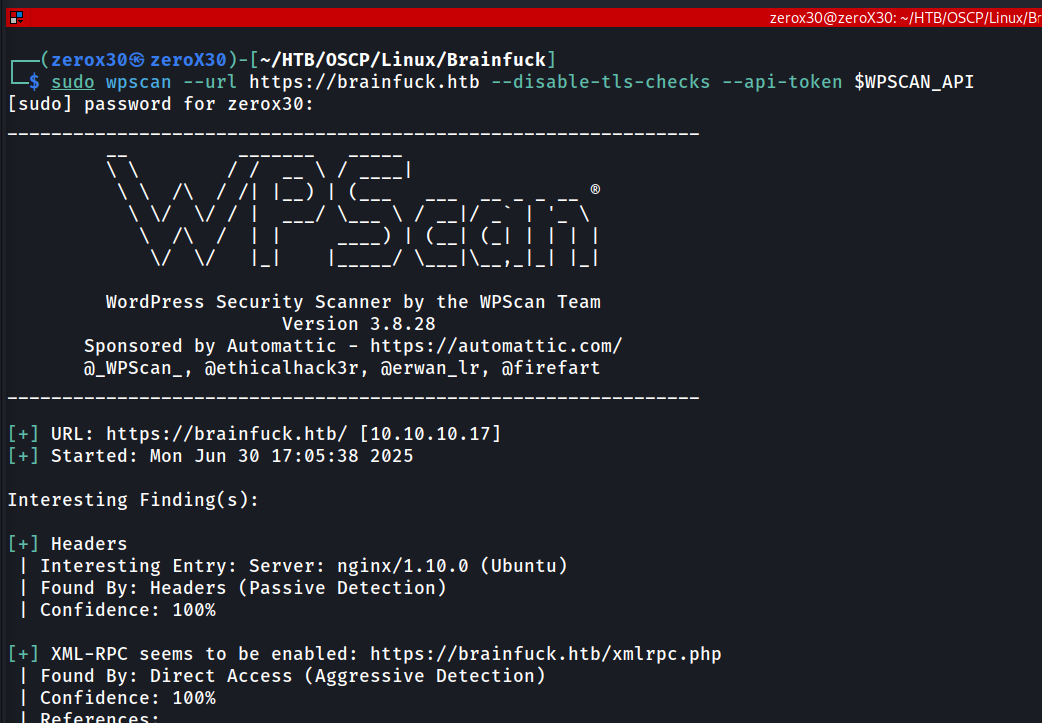 zerox30@zeroX30: ~/HTB/OSCP/Linux/Br
┌──(zerox30㉿zeroX30)-[~/HTB/OSCP/Linux/Brainfuck]
└─$ sudo wpscan --url https://brainfuck.htb --disable-tls-checks --api-token $WPSCAN_API
[sudo] password for zerox30:
_______________________________________________________________
         __          _______   _____
         \ \        / /  __ \ / ____|
          \ \  /\  / /| |__) | (___   ___  __ _ _ __ ®
           \ \/  \/ / |  ___/ \___ \ / __|/ _` | '_ \
            \  /\  /  | |     ____) | (__| (_| | | | |
             \/  \/   |_|    |_____/ \___|\__,_|_| |_|
WordPress Security Scanner by the WPScan Team
Version 3.8.28
Sponsored by Automattic - https://automattic.com/
@_WPScan_, @ethicalhack3r, @erwan_lr, @firefart
_______________________________________________________________
[+] URL: https://brainfuck.htb/ [10.10.10.17]
[+] Started: Mon Jun 30 17:05:38 2025
Interesting Finding(s):
[+] Headers
 | Interesting Entry: Server: nginx/1.10.0 (Ubuntu)
 | Found By: Headers (Passive Detection)
 | Confidence: 100%
[+] XML-RPC seems to be enabled: https://brainfuck.htb/xmlrpc.php
 | Found By: Direct Access (Aggressive Detection)
 | Confidence: 100%
 | References: